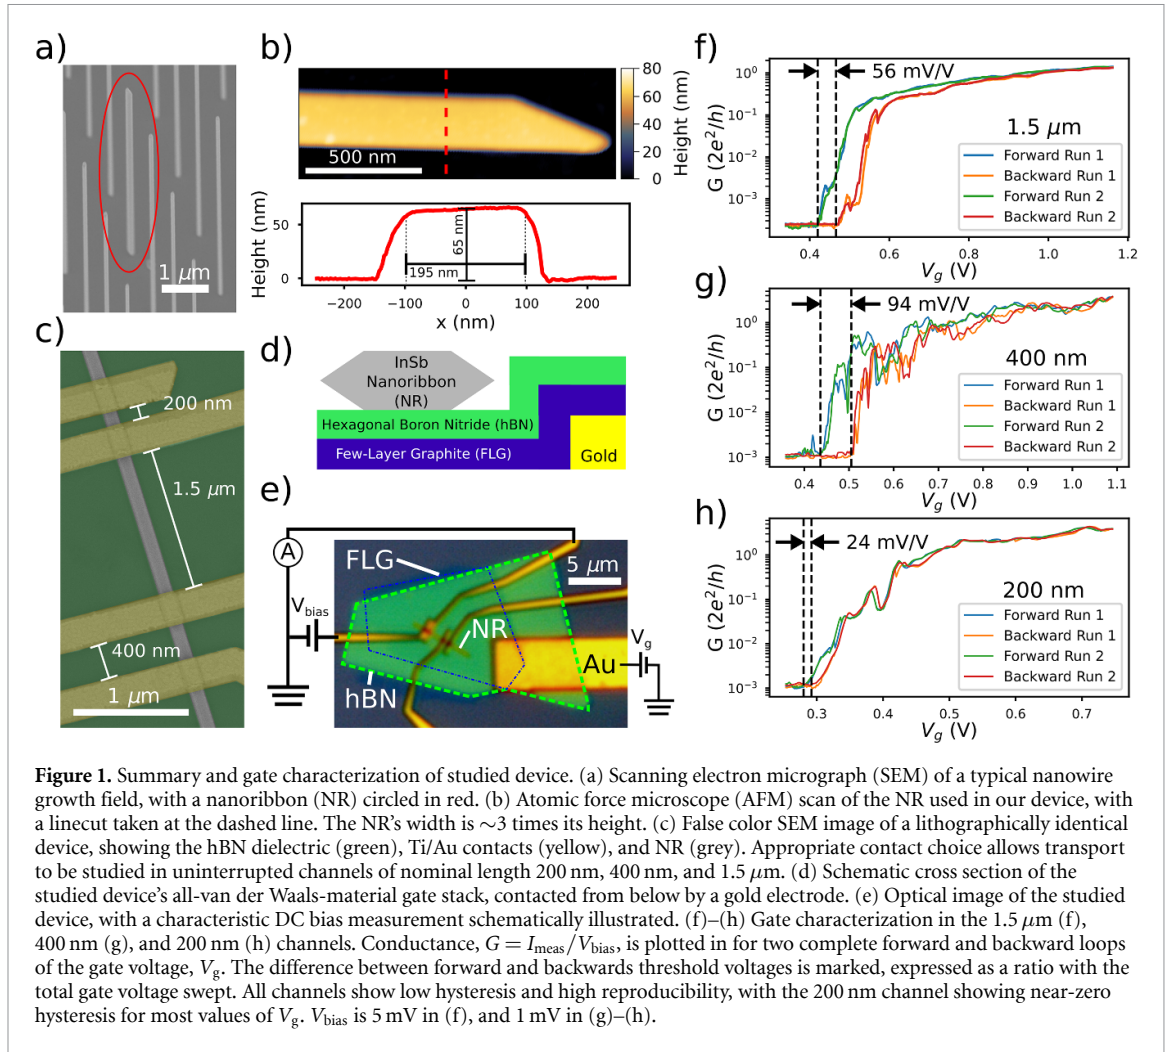 a)
1 μm
b)
500 nm
80
60
40
20
0
Height (nm)
Height (nm)
50
0
65 nm
195 nm
−200
−100
0
100
200
x (nm)
c)
200 nm
1.5 μm
400 nm
1 μm
d)
InSb
Nanoribbon
(NR)
Hexagonal Boron Nitride (hBN)
Few-Layer Graphite (FLG)
Gold
e)
A
V_bias
FLG
5 μm
NR
V_g
Au
hBN
f)
56 mV/V
1.5 μm
G (2e²/h)
10⁰
10⁻¹
10⁻²
10⁻³
Forward Run 1
Backward Run 1
Forward Run 2
Backward Run 2
0.4
0.6
0.8
1.0
1.2
V_g (V)
g)
94 mV/V
400 nm
G (2e²/h)
10⁰
10⁻¹
10⁻²
10⁻³
Forward Run 1
Backward Run 1
Forward Run 2
Backward Run 2
0.4
0.5
0.6
0.7
0.8
0.9
1.0
1.1
V_g (V)
h)
24 mV/V
200 nm
G (2e²/h)
10⁰
10⁻¹
10⁻²
10⁻³
Forward Run 1
Backward Run 1
Forward Run 2
Backward Run 2
0.3
0.4
0.5
0.6
0.7
V_g (V)
Figure 1. Summary and gate characterization of studied device. (a) Scanning electron micrograph (SEM) of a typical nanowire
growth field, with a nanoribbon (NR) circled in red. (b) Atomic force microscope (AFM) scan of the NR used in our device, with
a linecut taken at the dashed line. The NR's width is ∼3 times its height. (c) False color SEM image of a lithographically identical
device, showing the hBN dielectric (green), Ti/Au contacts (yellow), and NR (grey). Appropriate contact choice allows transport
to be studied in uninterrupted channels of nominal length 200 nm, 400 nm, and 1.5 μm. (d) Schematic cross section of the
studied device's all-van der Waals-material gate stack, contacted from below by a gold electrode. (e) Optical image of the studied
device, with a characteristic DC bias measurement schematically illustrated. (f)–(h) Gate characterization in the 1.5 μm (f),
400 nm (g), and 200 nm (h) channels. Conductance, G = I_meas/V_bias, is plotted in for two complete forward and backward loops
of the gate voltage, V_g. The difference between forward and backwards threshold voltages is marked, expressed as a ratio with the
total gate voltage swept. All channels show low hysteresis and high reproducibility, with the 200 nm channel showing near-zero
hysteresis for most values of V_g. V_bias is 5 mV in (f), and 1 mV in (g)–(h).